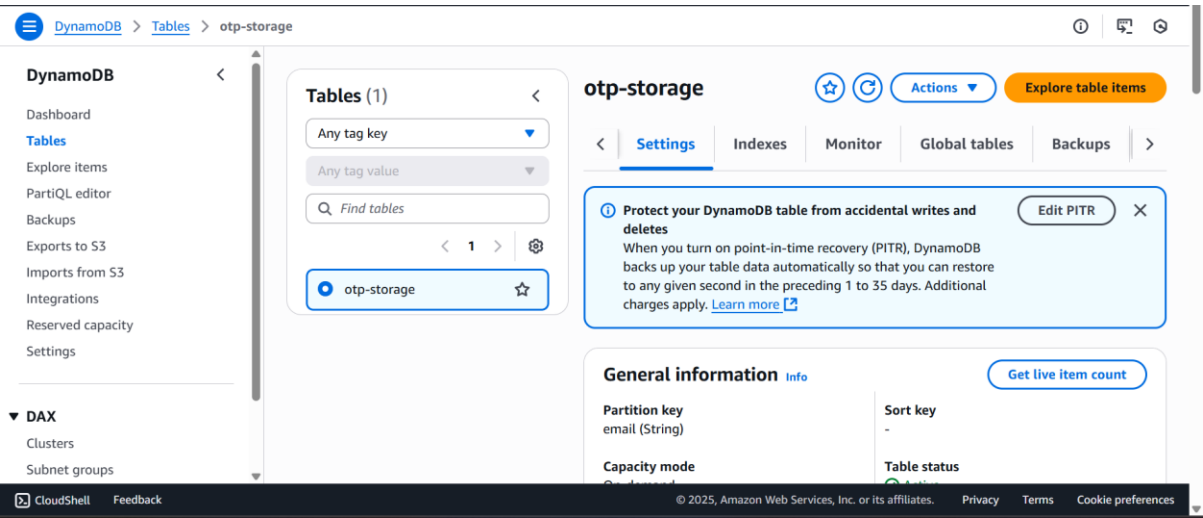 DynamoDB > Tables > otp-storage
DynamoDB
Dashboard
Tables
Explore items
PartiQL editor
Backups
Exports to S3
Imports from S3
Integrations
Reserved capacity
Settings
DAX
Clusters
Subnet groups
Tables (1)
Any tag key
Any tag value
Find tables
1
otp-storage
otp-storage
Actions
Explore table items
Settings
Indexes
Monitor
Global tables
Backups
Protect your DynamoDB table from accidental writes and
deletes
When you turn on point-in-time recovery (PITR), DynamoDB
backs up your table data automatically so that you can restore
to any given second in the preceding 1 to 35 days. Additional
charges apply. Learn more
Edit PITR
General information Info
Get live item count
Partition key
email (String)
Sort key
-
Capacity mode
On-demand
Table status
Active
CloudShell
Feedback
© 2025, Amazon Web Services, Inc. or its affiliates.
Privacy
Terms
Cookie preferences